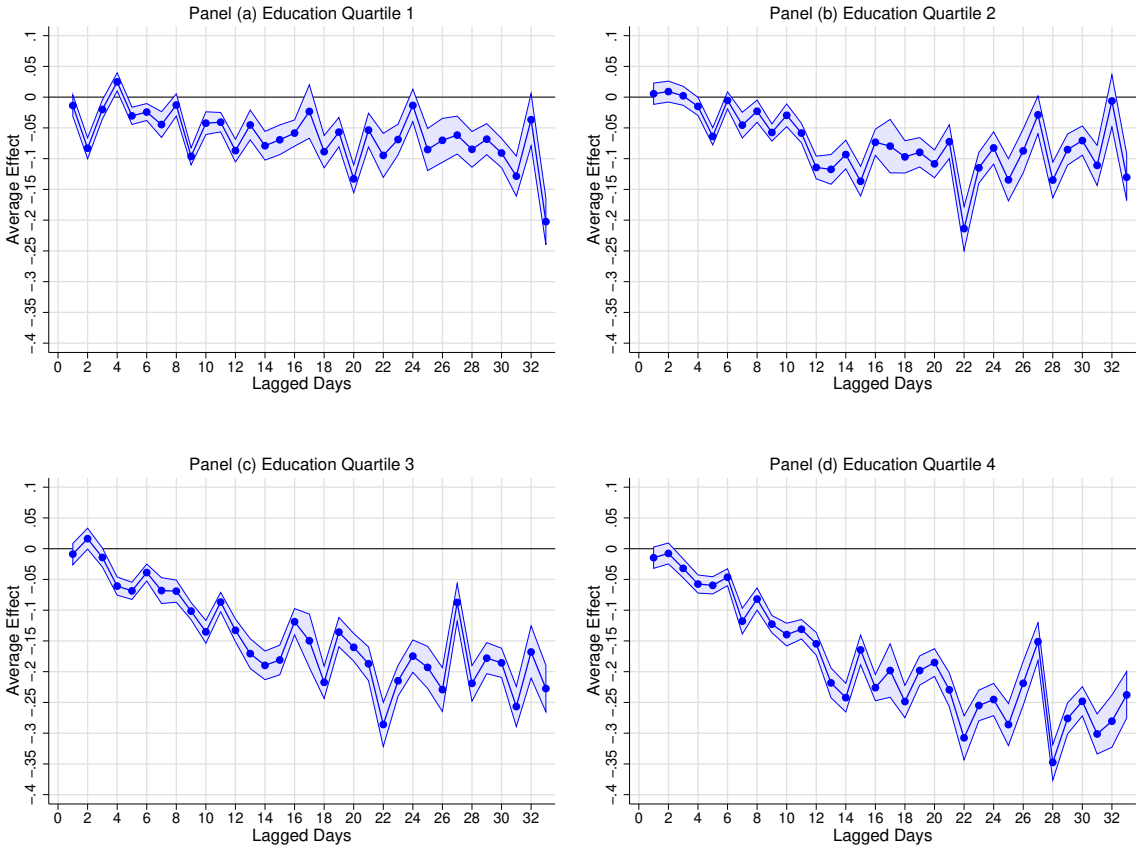 Panel (a) Education Quartile 1
Average Effect
.1
.05
0
−.05
−.1
−.15
−.2
−.25
−.3
−.35
−.4
0 2 4 6 8 10 12 14 16 18 20 22 24 26 28 30 32
Lagged Days
Panel (b) Education Quartile 2
Average Effect
.1
.05
0
−.05
−.1
−.15
−.2
−.25
−.3
−.35
−.4
0 2 4 6 8 10 12 14 16 18 20 22 24 26 28 30 32
Lagged Days
Panel (c) Education Quartile 3
Average Effect
.1
.05
0
−.05
−.1
−.15
−.2
−.25
−.3
−.35
−.4
0 2 4 6 8 10 12 14 16 18 20 22 24 26 28 30 32
Lagged Days
Panel (d) Education Quartile 4
Average Effect
.1
.05
0
−.05
−.1
−.15
−.2
−.25
−.3
−.35
−.4
0 2 4 6 8 10 12 14 16 18 20 22 24 26 28 30 32
Lagged Days